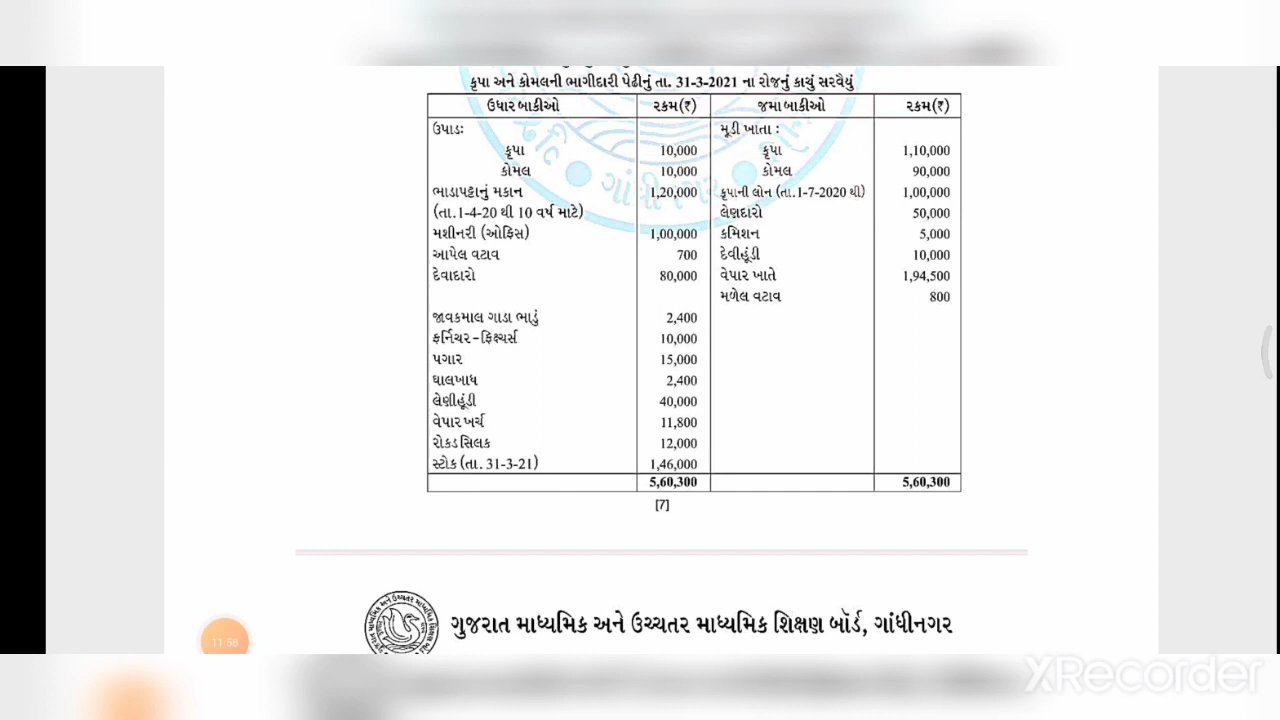 કૃપા અને કોમલની ભાગીદારી પેઢીનું તા. 31-3-2021 ના રોજનું કાચું સરવૈયું
ઉધાર બાકીઓ રકમ(₹) જમા બાકીઓ રકમ(₹)
ઉપાડઃ મૂડી ખાતા :
કૃપા 10,000 કૃપા 1,10,000
કોમલ 10,000 કોમલ 90,000
ભાડાપટ્ટાનું મકાન 1,20,000 કૃપાની લોન (તા.1-7-2020 થી) 1,00,000
(તા.1-4-20 થી 10 વર્ષ માટે) લેણદારો 50,000
મશીનરી (ઓફિસ) 1,00,000 કમિશન 5,000
આપેલ વટાવ 700 દેવીહૂંડી 10,000
દેવાદારો 80,000 વેપાર ખાતે 1,94,500
મળેલ વટાવ 800
જાવકમાલ ગાડા ભાડું 2,400
ફર્નિચર-ફિક્ચર્સ 10,000
પગાર 15,000
ઘાલખાધ 2,400
લેણીહૂંડી 40,000
વેપાર ખર્ચ 11,800
રોકડ સિલક 12,000
સ્ટોક (તા. 31-3-21) 1,46,000
5,60,300 5,60,300
[7]
ગુજરાત માધ્યમિક અને ઉચ્ચતર માધ્યમિક શિક્ષણ બૉર્ડ, ગાંધીનગર
11:58
XRecorder
ગાંધીનગર